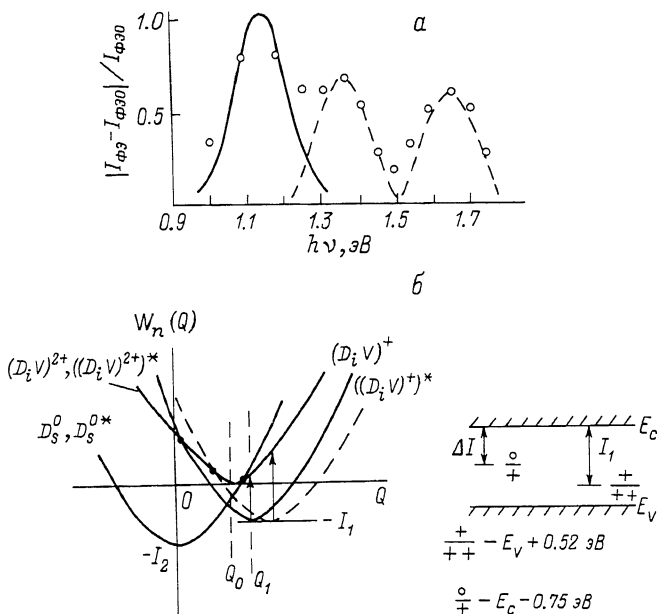 а
|I_ФЭ – I_ФЭ0| / I_ФЭ0
1.0
0.5
0.9 1.1 1.3 1.5 1.7
hν, эВ
б
W_n(Q)
(D_iV)^2+, ((D_iV)^2+)*
(D_iV)^+
((D_iV)^+)*
D_s^0, D_s^0*
0
Q
–I_1
–I_2
Q_0 Q_1
E_c
ΔI
0/+
I_1
+/++
E_v
+/++ – E_v + 0.52 эВ
0/+ – E_c – 0.75 эВ